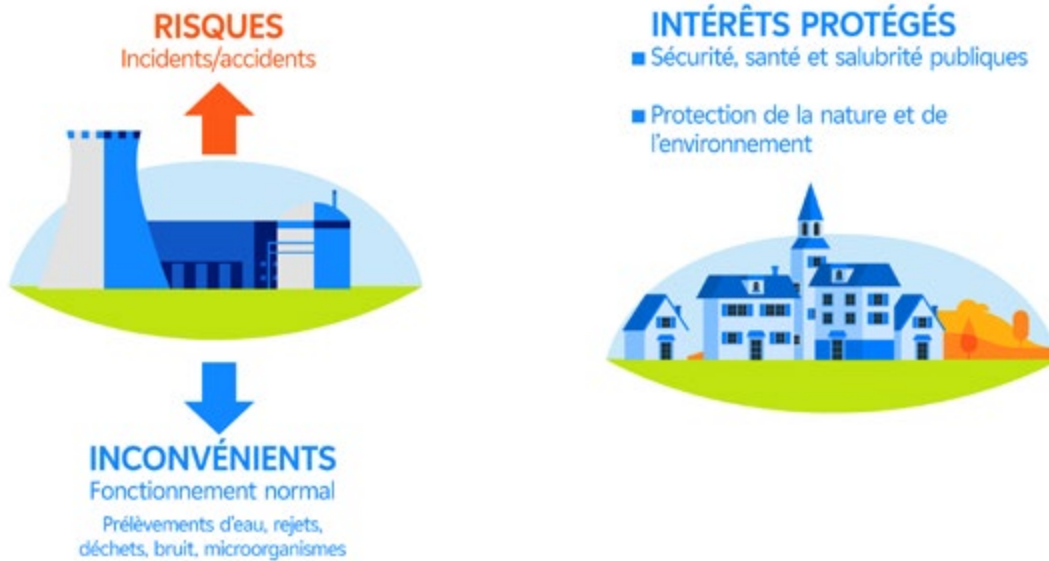 RISQUES
Incidents/accidents
INCONVÉNIENTS
Fonctionnement normal
Prélèvements d'eau, rejets,
déchets, bruit, microorganismes
INTÉRÊTS PROTÉGÉS
■ Sécurité, santé et salubrité publiques
■ Protection de la nature et de
l'environnement